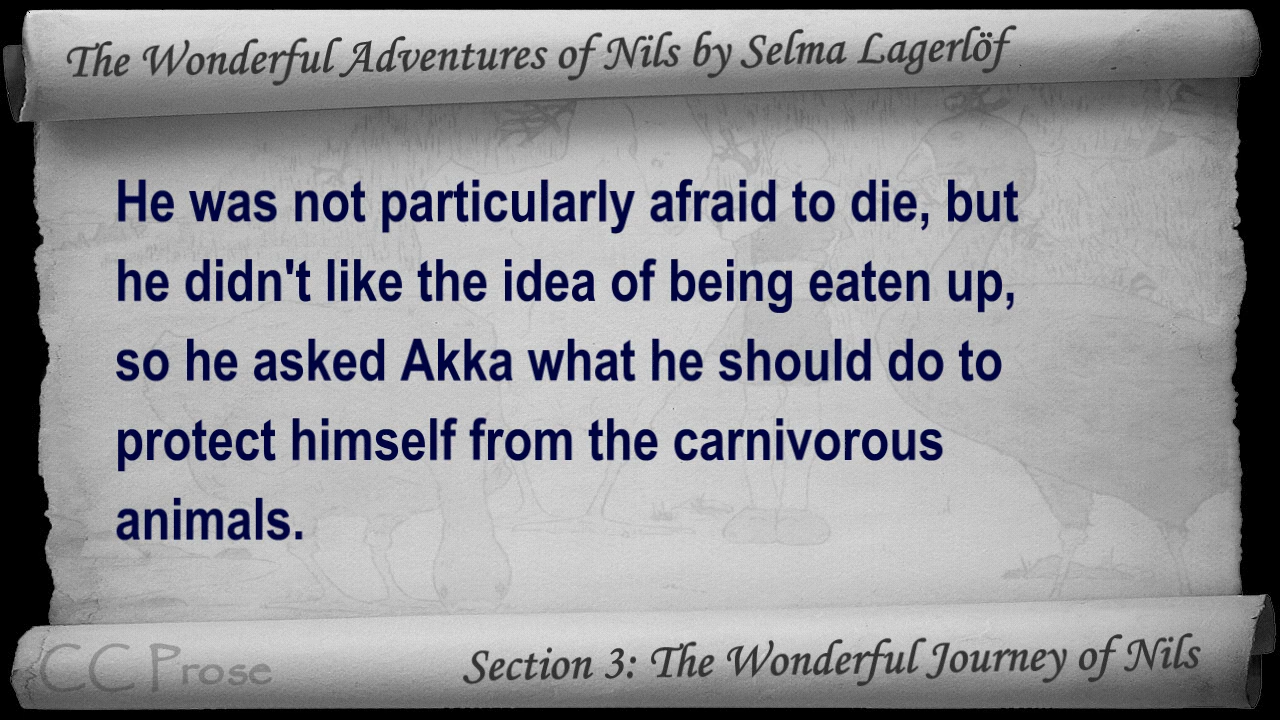 The Wonderful Adventures of Nils by Selma Lagerlöf
He was not particularly afraid to die, but
he didn't like the idea of being eaten up,
so he asked Akka what he should do to
protect himself from the carnivorous
animals.
CC Prose
Section 3: The Wonderful Journey of Nils